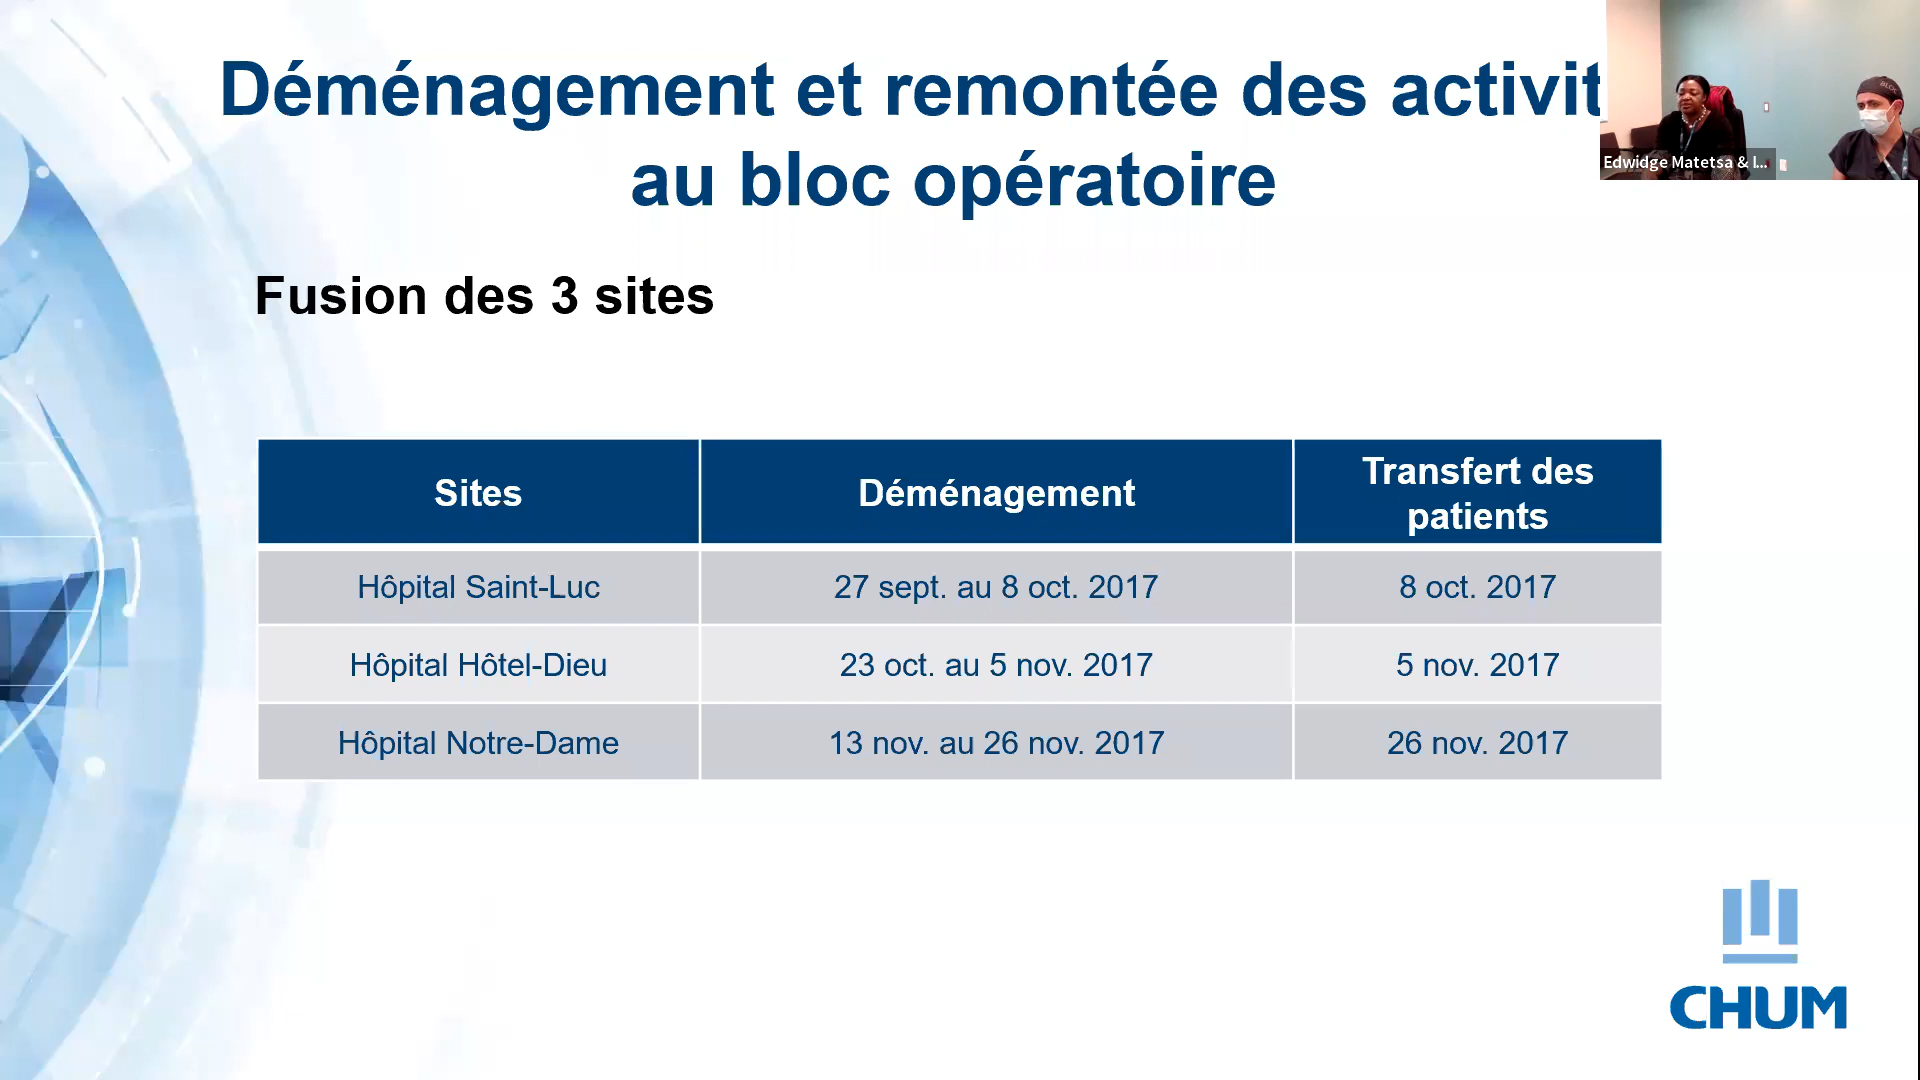 Déménagement et remontée des activit
au bloc opératoire
Edwidge Matetsa & I...
Fusion des 3 sites
Sites
Déménagement
Transfert des
patients
Hôpital Saint-Luc
27 sept. au 8 oct. 2017
8 oct. 2017
Hôpital Hôtel-Dieu
23 oct. au 5 nov. 2017
5 nov. 2017
Hôpital Notre-Dame
13 nov. au 26 nov. 2017
26 nov. 2017
CHUM